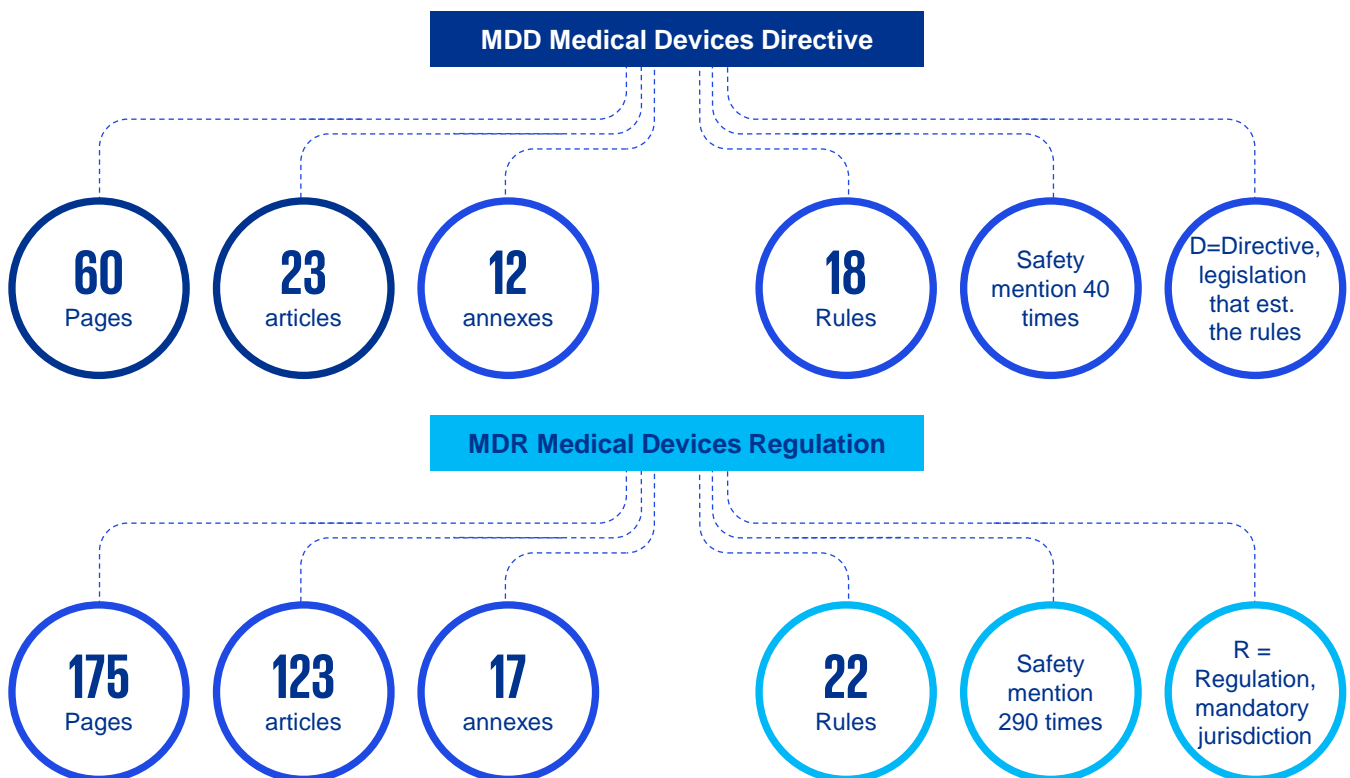 MDD Medical Devices Directive
60
Pages
23
articles
12
annexes
18
Rules
Safety
mention 40
times
D=Directive,
legislation
that est.
the rules
MDR Medical Devices Regulation
175
Pages
123
articles
17
annexes
22
Rules
Safety
mention
290 times
R =
Regulation,
mandatory
jurisdiction